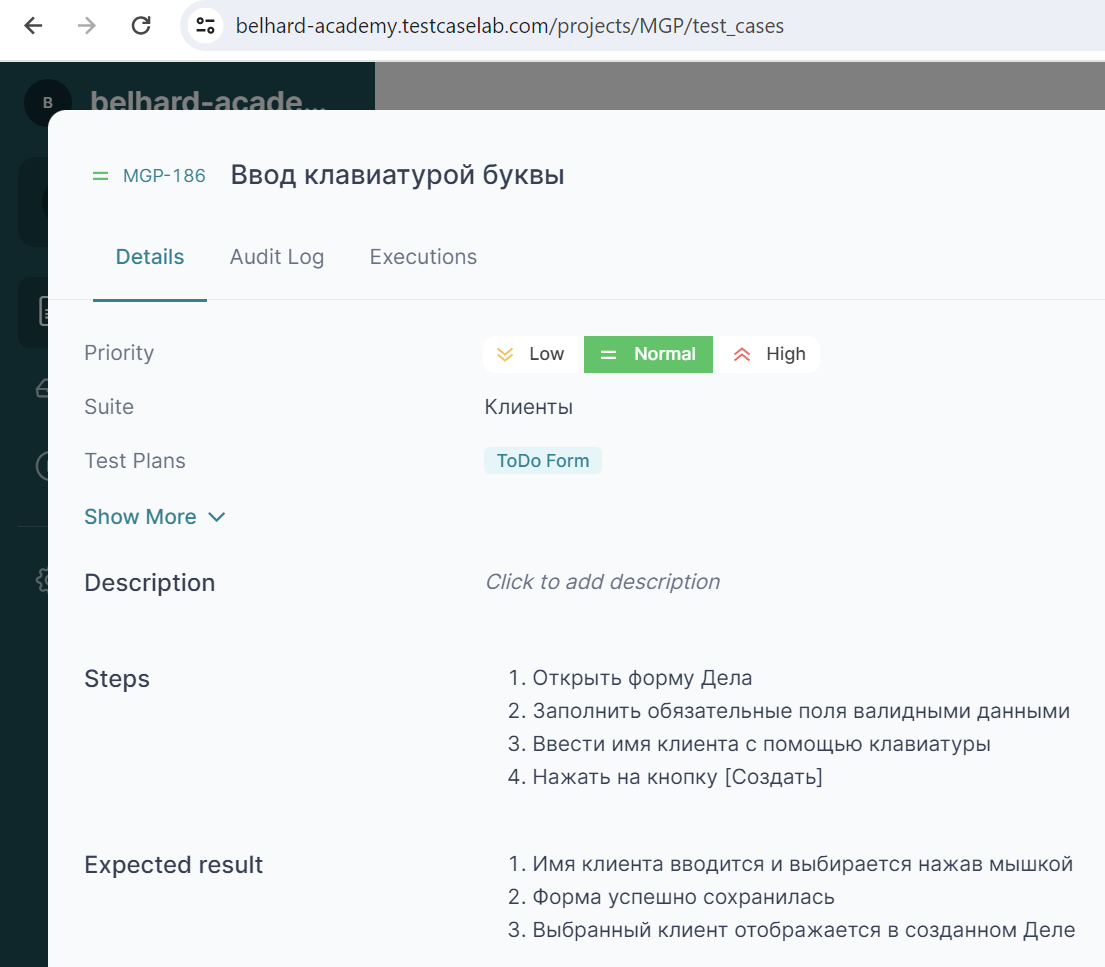 belhard-academy.testcaselab.com/projects/MGP/test_cases
B belhard-acade...
MGP-186 Ввод клавиатурой буквы
Details Audit Log Executions
Priority Low Normal High
Suite Клиенты
Test Plans ToDo Form
Show More
Description Click to add description
Steps 1. Открыть форму Дела
2. Заполнить обязательные поля валидными данными
3. Ввести имя клиента с помощью клавиатуры
4. Нажать на кнопку [Создать]
Expected result 1. Имя клиента вводится и выбирается нажав мышкой
2. Форма успешно сохранилась
3. Выбранный клиент отображается в созданном Деле